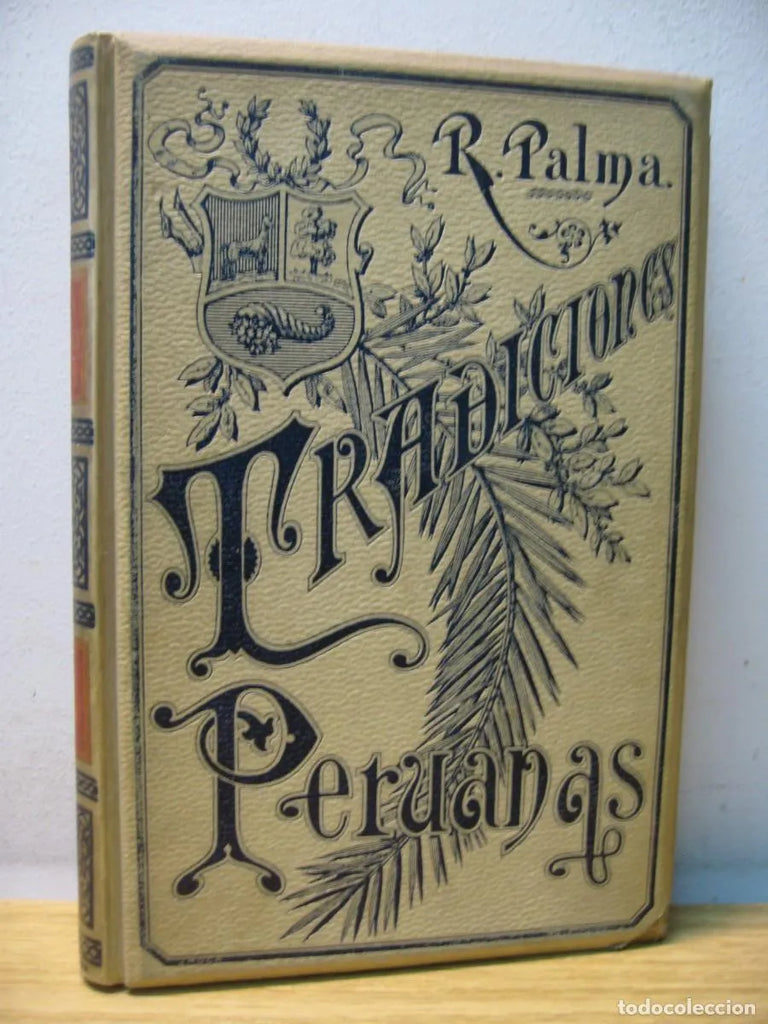 R. Palma.
TRADICIONES
Peruanas
todocoleccion